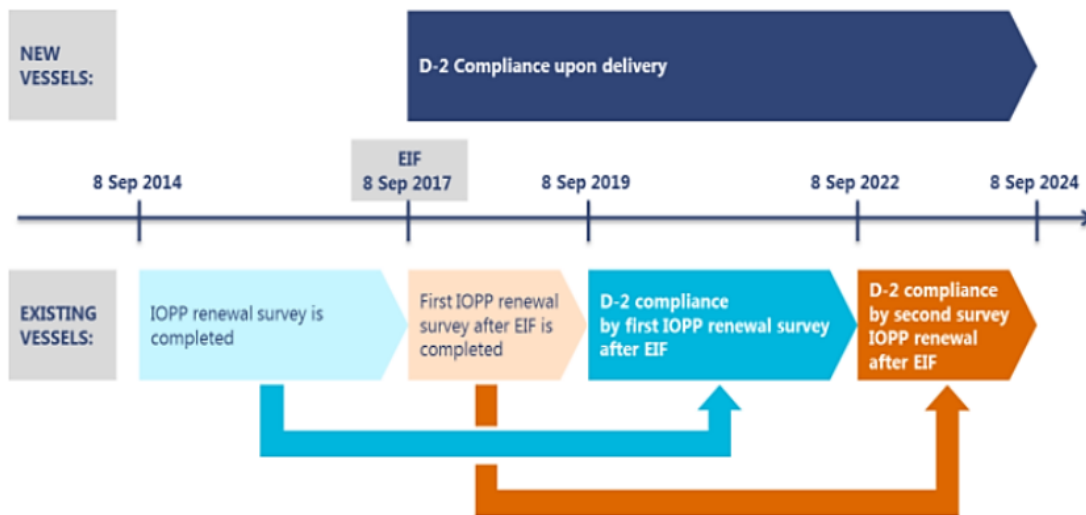 NEW
VESSELS:
D-2 Compliance upon delivery
EIF
8 Sep 2014
8 Sep 2017
8 Sep 2019
8 Sep 2022
8 Sep 2024
EXISTING
VESSELS:
IOPP renewal survey is
completed
First IOPP renewal
survey after EIF is
completed
D-2 compliance
by first IOPP renewal survey
after EIF
D-2 compliance
by second survey
IOPP renewal
after EIF